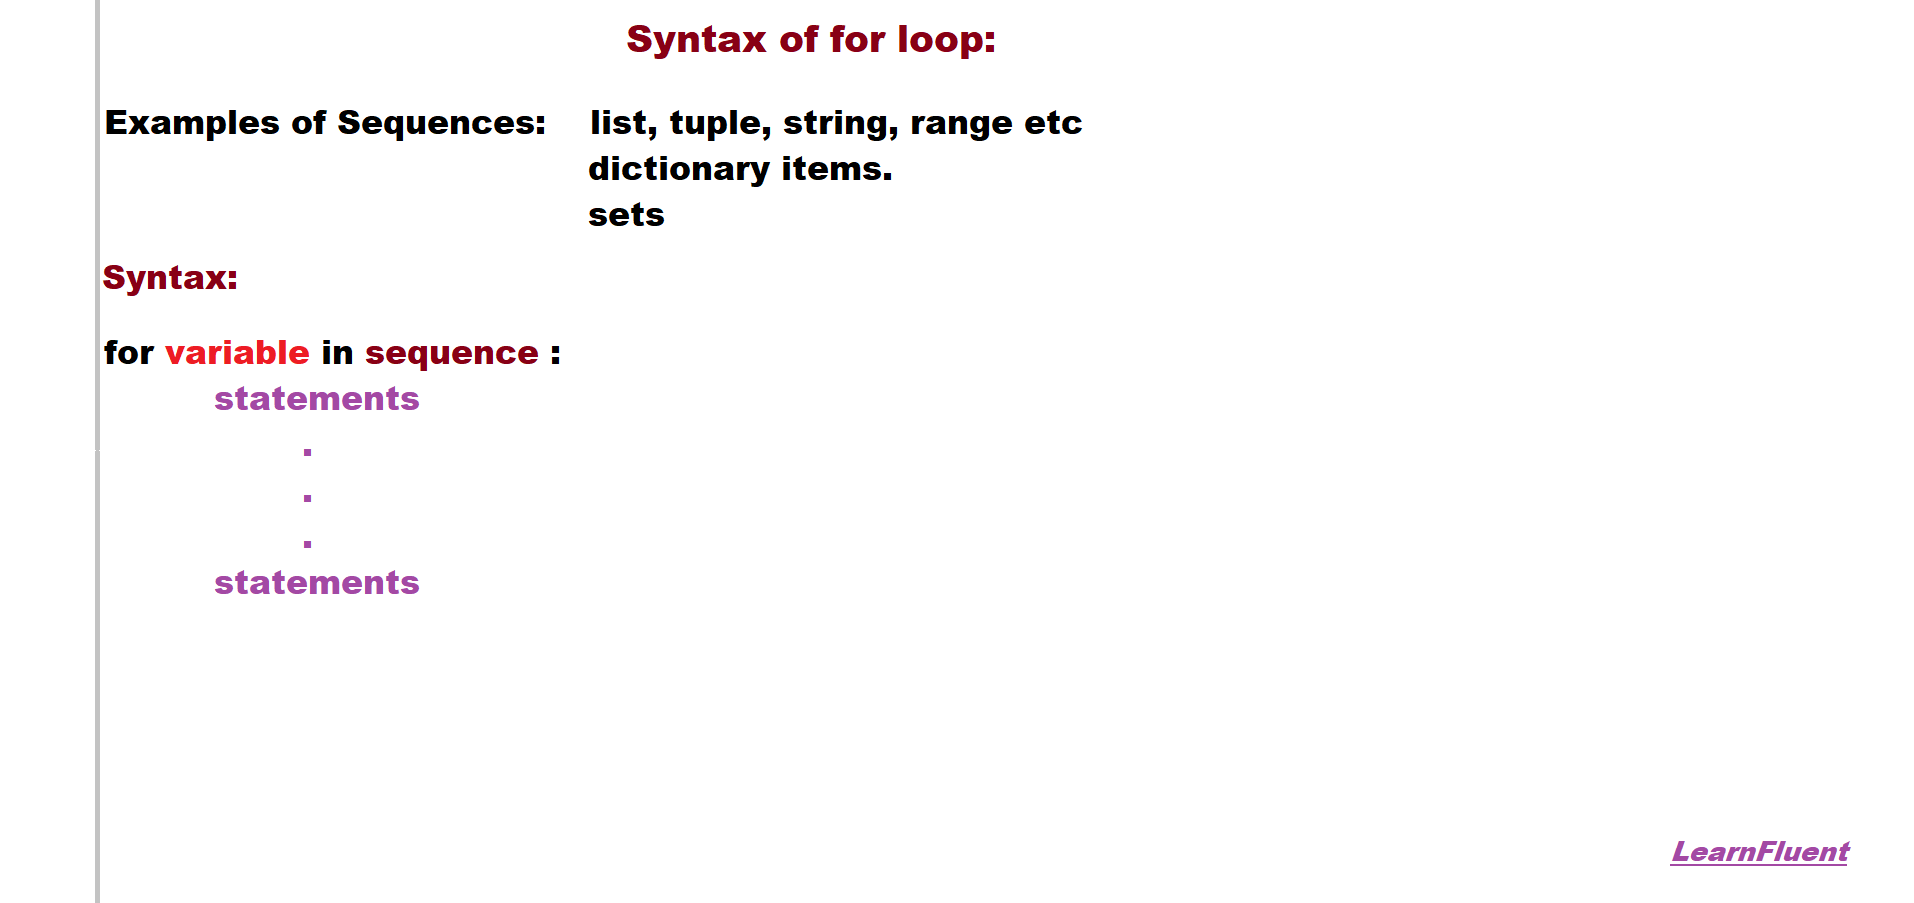 Syntax of for loop:
Examples of Sequences: list, tuple, string, range etc
dictionary items.
sets
Syntax:
for variable in sequence :
statements
.
.
.
statements
LearnFluent